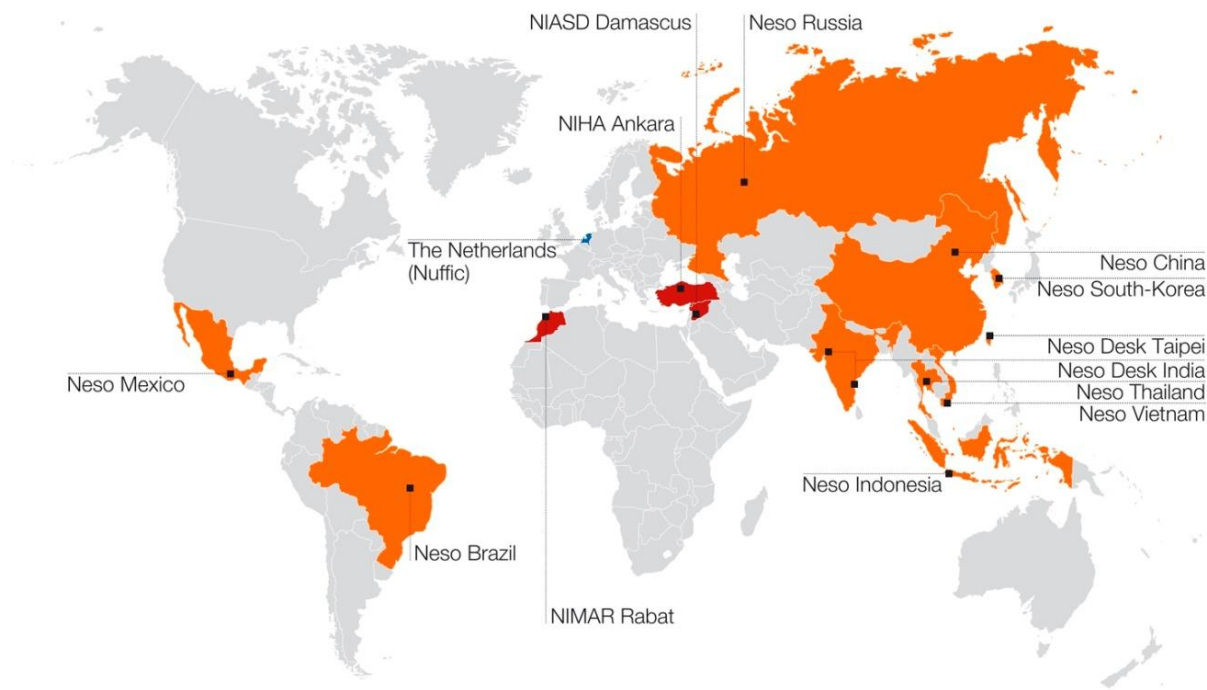 NIASD Damascus
Neso Russia
NIHA Ankara
The Netherlands
(Nuffic)
Neso China
Neso South-Korea
Neso Desk Taipei
Neso Desk India
Neso Thailand
Neso Vietnam
Neso Mexico
Neso Indonesia
Neso Brazil
NIMAR Rabat